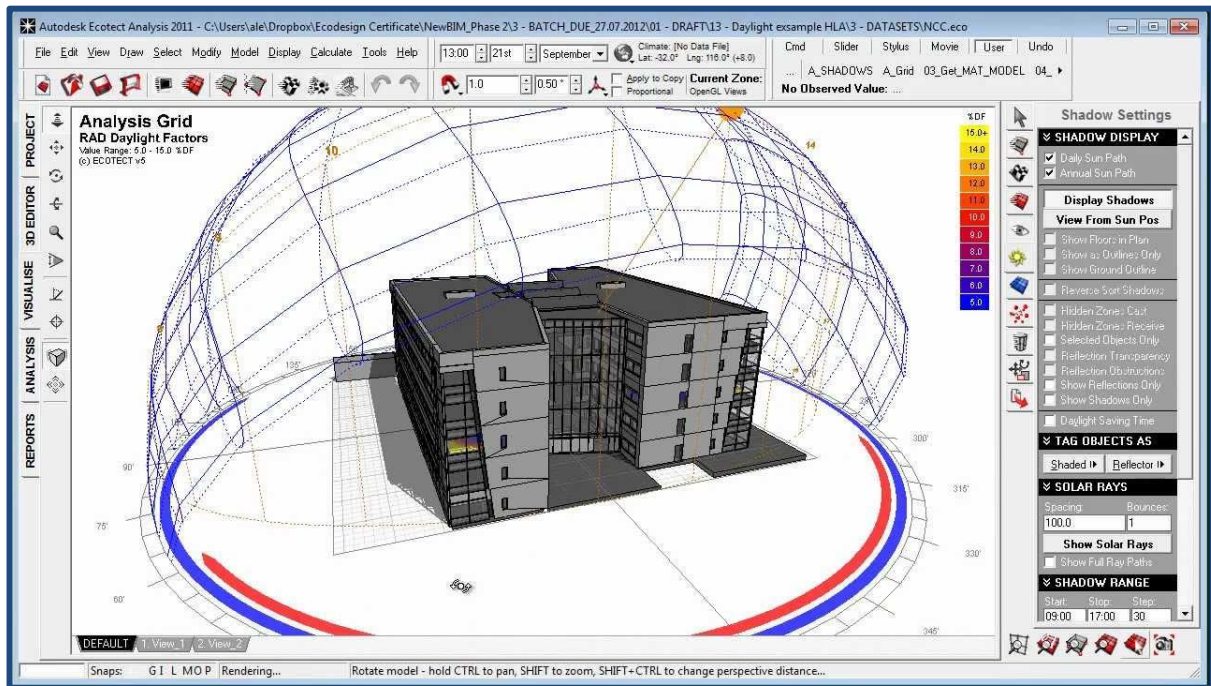 Autodesk Ecotect Analysis 2011 - C:\Users\ale\Dropbox\Ecodesign Certificate\NewBIM_Phase 2\3 - BATCH_DUE_27.07.2012\01 - DRAFT\13 - Daylight exsample HLA\3 - DATASETS\NCC.eco
File Edit View Draw Select Modify Model Display Calculate Tools Help
13:00 21st September
Climate: [No Data File]
Lat: -32.0° Lng: 116.0° (+8.0)
Cmd Slider Stylus Movie User Undo
... A_SHADOWS A_Grid 03_Get_MAT_MODEL 04_
No Observed Value: ...
1.0 0.50 °
Apply to Copy
Proportional
Current Zone:
OpenGL Views
PROJECT
3D EDITOR
VISUALISE
ANALYSIS
REPORTS
Analysis Grid
RAD Daylight Factors
Value Range: 5.0 - 15.0 %DF
(c) ECOTECT v5
10
14
%DF
15.0+
14.0
13.0
12.0
11.0
10.0
9.0
8.0
7.0
6.0
5.0
135°
90°
75°
60°
300°
315°
330°
345°
DEFAULT 1. View_1 2. View_2
Shadow Settings
SHADOW DISPLAY
Daily Sun Path
Annual Sun Path
Display Shadows
View From Sun Pos
Show Floors in Plan
Show as Outlines Only
Show Ground Outline
Reverse Sort Shadows
Hidden Zones Cast
Hidden Zones Receive
Selected Objects Only
Reflection Transparency
Reflection Obstructions
Show Reflections Only
Show Shadows Only
Daylight Saving Time
TAG OBJECTS AS
Shaded Reflector
SOLAR RAYS
Spacing: Bounces:
100.0 1
Show Solar Rays
Show Full Ray Paths
SHADOW RANGE
Start: Stop: Step:
09:00 17:00 30
Snaps: G I L M O P Rendering... Rotate model - hold CTRL to pan, SHIFT to zoom, SHIFT+CTRL to change perspective distance...